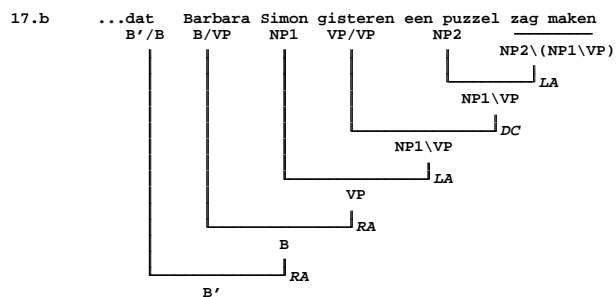 17.b ...dat Barbara Simon gisteren een puzzel zag maken
B’/B B/VP NP1 VP/VP NP2 NP2\(NP1\VP)
LA
NP1\VP
DC
NP1\VP
LA
VP
RA
B
RA
B’